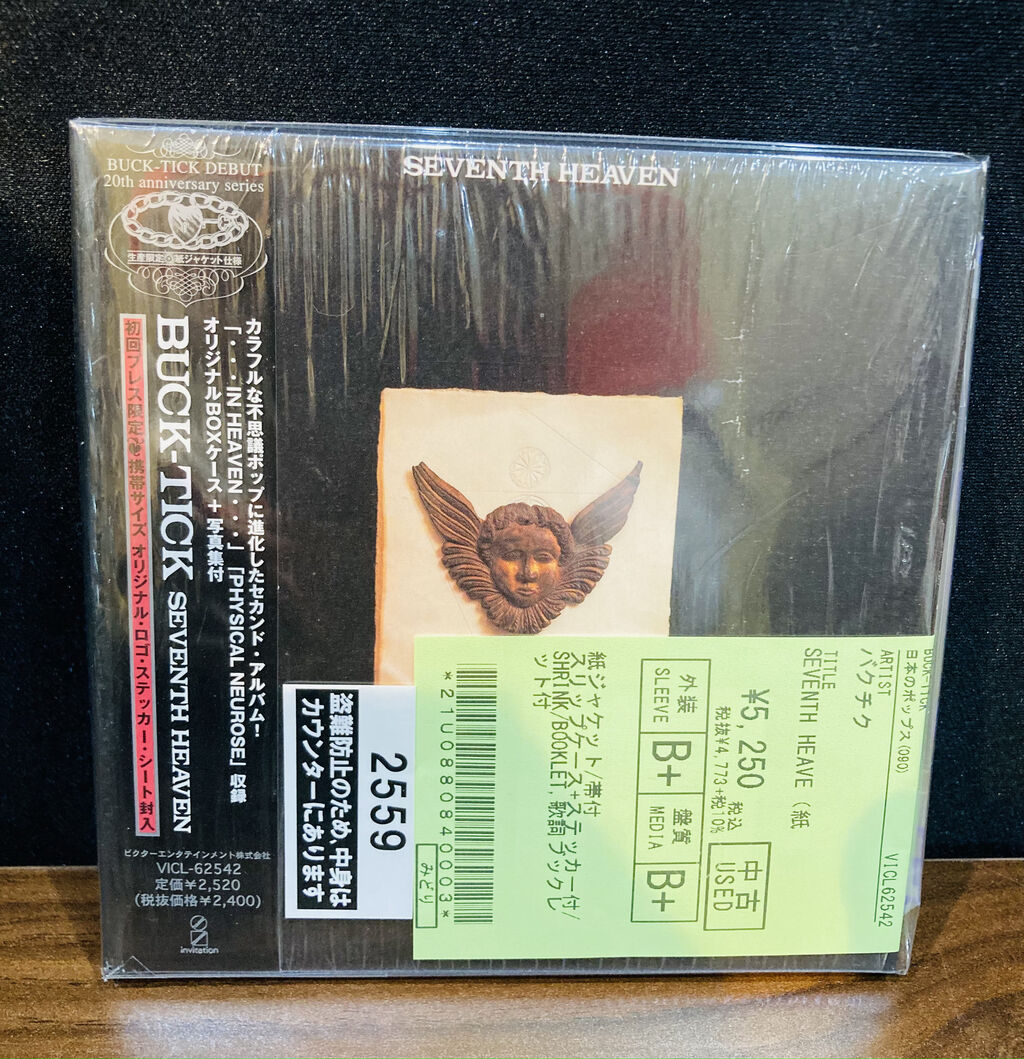 BUCK-TICK DEBUT
20th anniversary series
生産限定 紙ジャケット仕様
SEVENTH HEAVEN
カラフルな不思議ポップに進化したセカンド・アルバム!
「・・・IN HEAVEN・・・」「PHYSICAL NEUROSE」収録
オリジナルBOXケース+写真集付
BUCK-TICK SEVENTH HEAVEN
初回プレス限定 携帯サイズ オリジナル・ロゴ・ステッカー・シート封入
ビクターエンタテインメント株式会社
VICL-62542
定価¥2,520
(税抜価格¥2,400)
invitation
2559
盗難防止のため、中身は
カウンターにあります
BUCK-TICK
日本のポップス(090)
VICL62542
ARTIST
バクチク
TITLE
SEVENTH HEAVE (紙
¥5,250 税込
税抜¥4,773+税10%
中古
USED
外装
SLEEVE
B+
盤質
MEDIA
B+
紙ジャケット/帯付
スリップケース+ステッカー付/
SHRINK/BOOKLET,歌詞ブックレ
ット付
*21U0880840003*
みどり